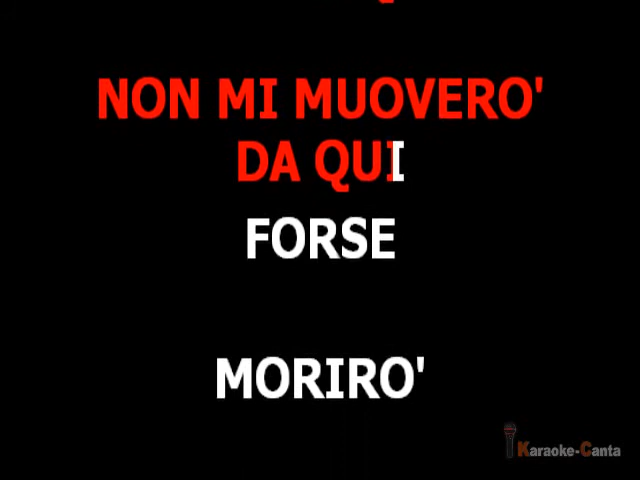 NON MI MUOVERO'
DA QUI
FORSE
MORIRO'
Karaoke-Canta